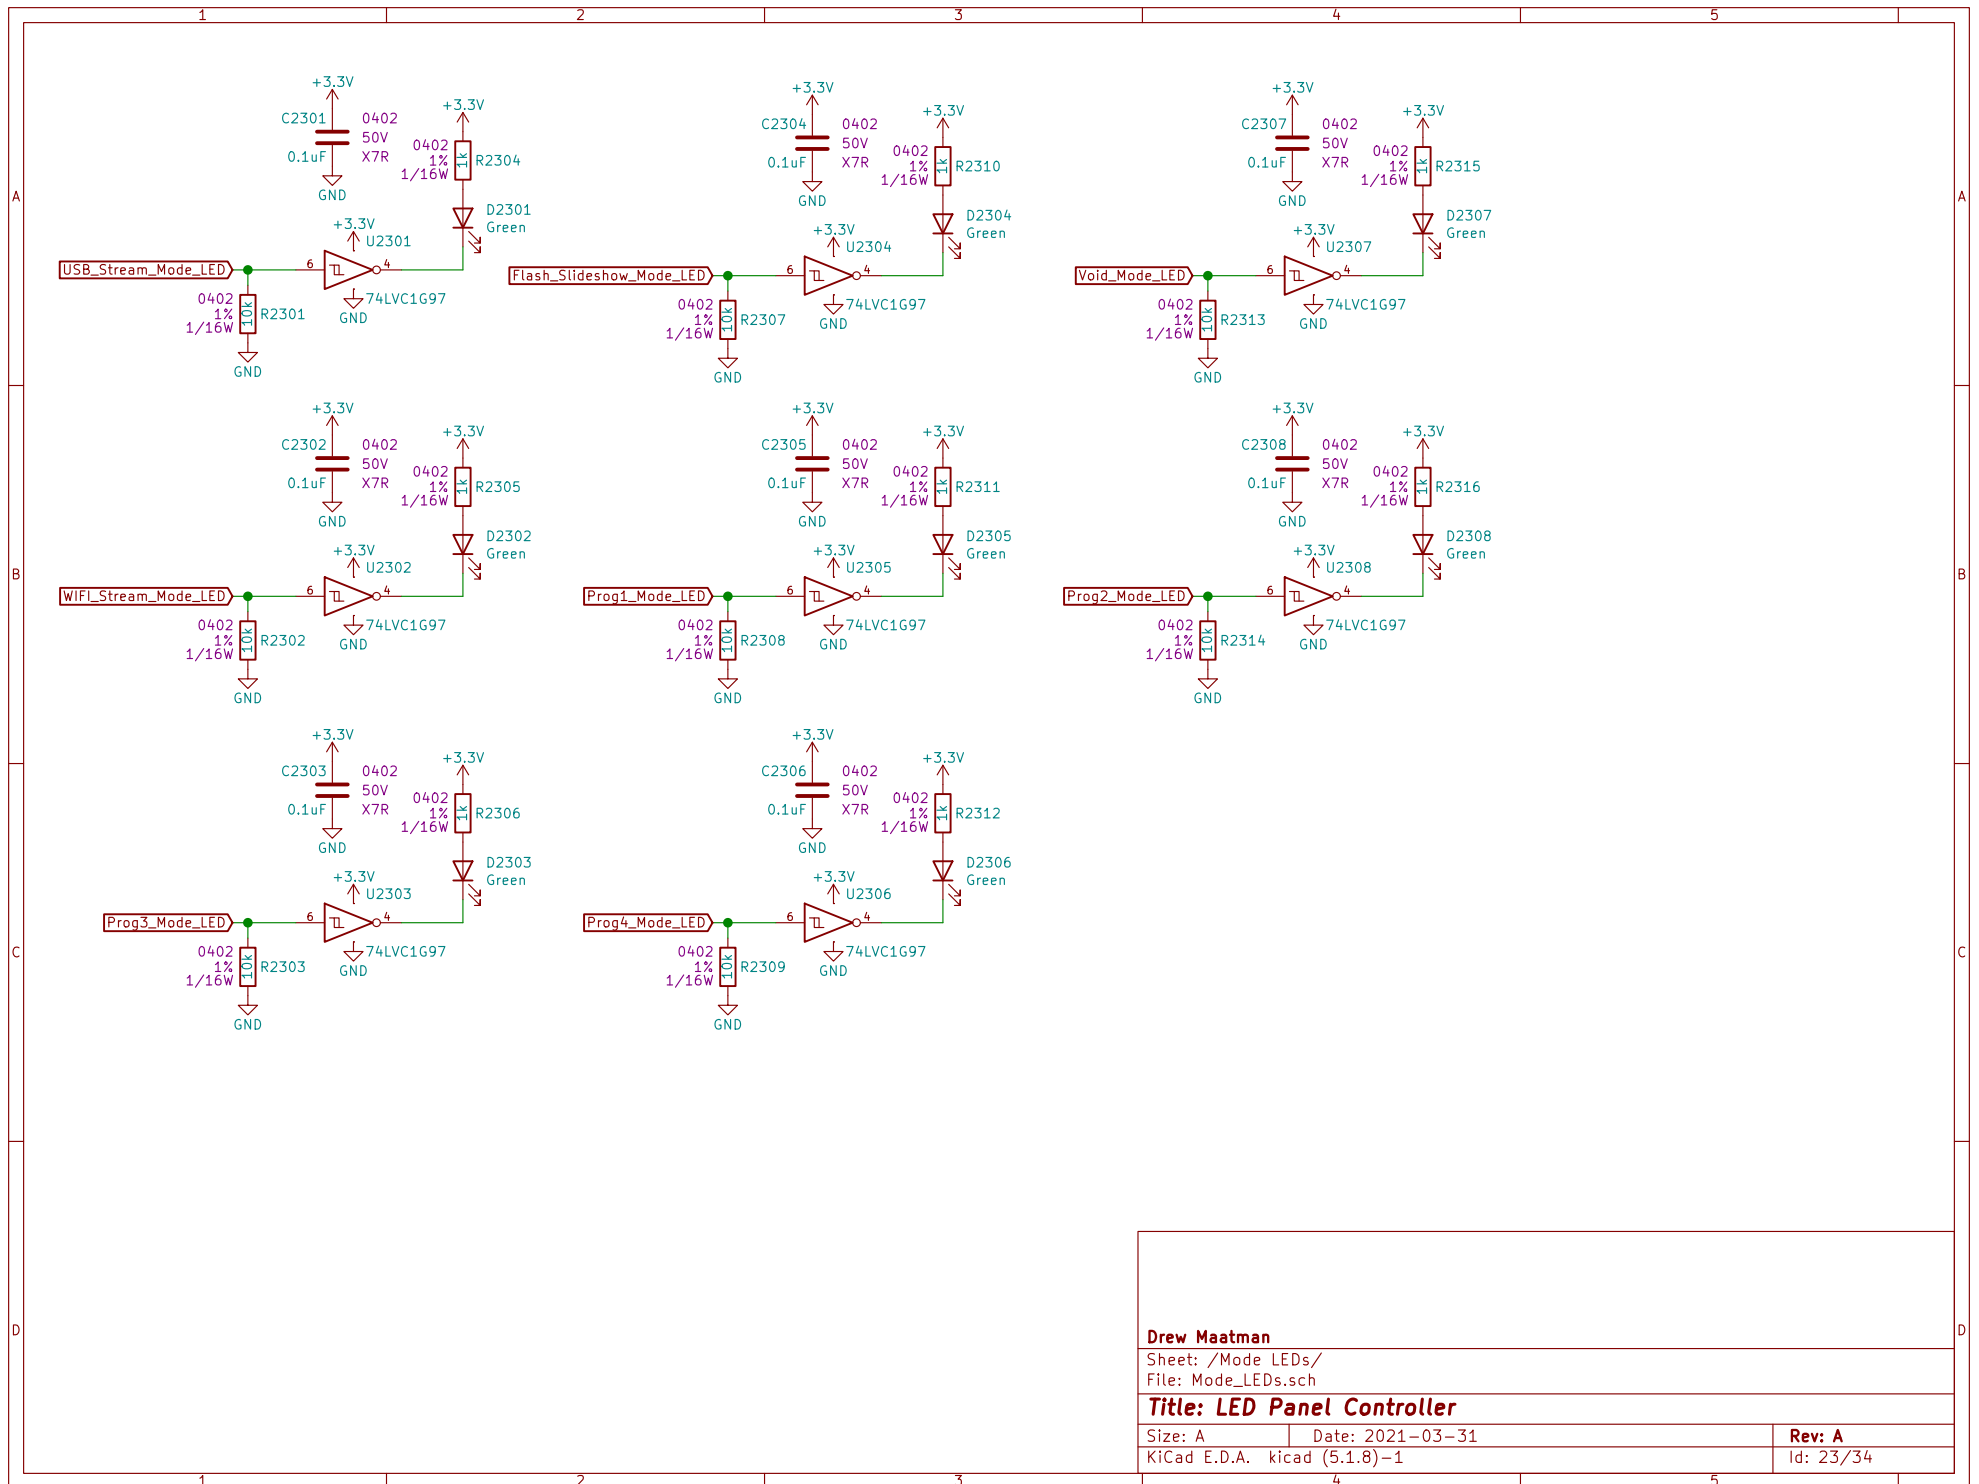 1 2 3 4 5
A
+3.3V
C2301
0.1uF
0402
50V
X7R
GND
+3.3V
0402
1%
1/16W
1k
R2304
D2301
Green
+3.3V
U2301
USB_Stream_Mode_LED
6
4
74LVC1G97
GND
0402
1%
1/16W
10k
R2301
GND
+3.3V
C2304
0.1uF
0402
50V
X7R
GND
+3.3V
0402
1%
1/16W
1k
R2310
D2304
Green
+3.3V
U2304
Flash_Slideshow_Mode_LED
6
4
74LVC1G97
GND
0402
1%
1/16W
10k
R2307
GND
+3.3V
C2307
0.1uF
0402
50V
X7R
GND
+3.3V
0402
1%
1/16W
1k
R2315
D2307
Green
+3.3V
U2307
Void_Mode_LED
6
4
74LVC1G97
GND
0402
1%
1/16W
10k
R2313
GND
A
B
+3.3V
C2302
0.1uF
0402
50V
X7R
GND
+3.3V
0402
1%
1/16W
1k
R2305
D2302
Green
+3.3V
U2302
WIFI_Stream_Mode_LED
6
4
74LVC1G97
GND
0402
1%
1/16W
10k
R2302
GND
+3.3V
C2305
0.1uF
0402
50V
X7R
GND
+3.3V
0402
1%
1/16W
1k
R2311
D2305
Green
+3.3V
U2305
Prog1_Mode_LED
6
4
74LVC1G97
GND
0402
1%
1/16W
10k
R2308
GND
+3.3V
C2308
0.1uF
0402
50V
X7R
GND
+3.3V
0402
1%
1/16W
1k
R2316
D2308
Green
+3.3V
U2308
Prog2_Mode_LED
6
4
74LVC1G97
GND
0402
1%
1/16W
10k
R2314
GND
B
C
+3.3V
C2303
0.1uF
0402
50V
X7R
GND
+3.3V
0402
1%
1/16W
1k
R2306
D2303
Green
+3.3V
U2303
Prog3_Mode_LED
6
4
74LVC1G97
GND
0402
1%
1/16W
10k
R2303
GND
+3.3V
C2306
0.1uF
0402
50V
X7R
GND
+3.3V
0402
1%
1/16W
1k
R2312
D2306
Green
+3.3V
U2306
Prog4_Mode_LED
6
4
74LVC1G97
GND
0402
1%
1/16W
10k
R2309
GND
C
D
Drew Maatman
Sheet: /Mode LEDs/
File: Mode_LEDs.sch
Title: LED Panel Controller
Size: A Date: 2021-03-31 Rev: A
KiCad E.D.A. kicad (5.1.8)-1 Id: 23/34
D
1 2 3 4 5